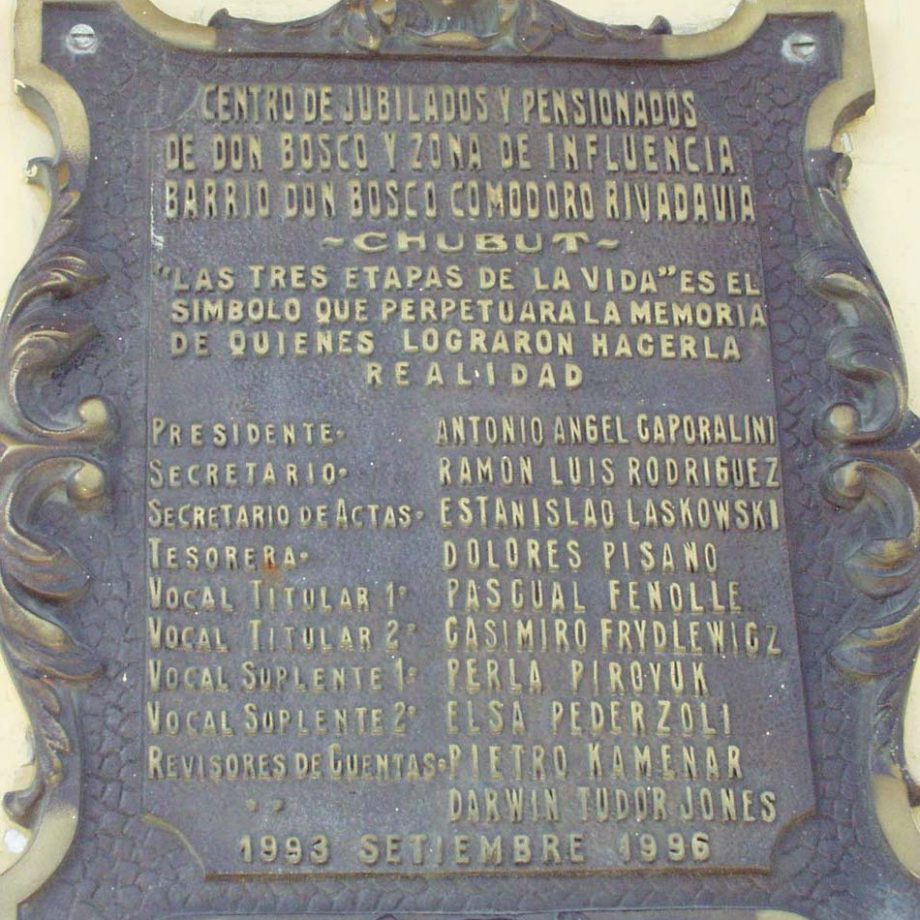 CENTRO DE JUBILADOS Y PENSIONADOS
DE DON BOSCO Y ZONA DE INFLUENCIA
BARRIO DON BOSCO COMODORO RIVADAVIA
~CHUBUT~
"LAS TRES ETAPAS DE LA VIDA" ES EL
SIMBOLO QUE PERPETUARA LA MEMORIA
DE QUIENES LOGRARON HACERLA
REALIDAD
PRESIDENTE- ANTONIO ANGEL CAPORALINI
SECRETARIO- RAMON LUIS RODRIGUEZ
SECRETARIO DE ACTAS- ESTANISLAO LASKOWSKI
TESORERA- DOLORES PISANO
VOCAL TITULAR 1º PASCUAL FENOLLE
VOCAL TITULAR 2º CASIMIRO FRYDLEWICZ
VOCAL SUPLENTE 1º PERLA PIROYUK
VOCAL SUPLENTE 2º ELSA PEDERZOLI
REVISORES DE CUENTAS- PIETRO KAMENAR
" DARWIN TUDOR JONES
1993 SETIEMBRE 1996